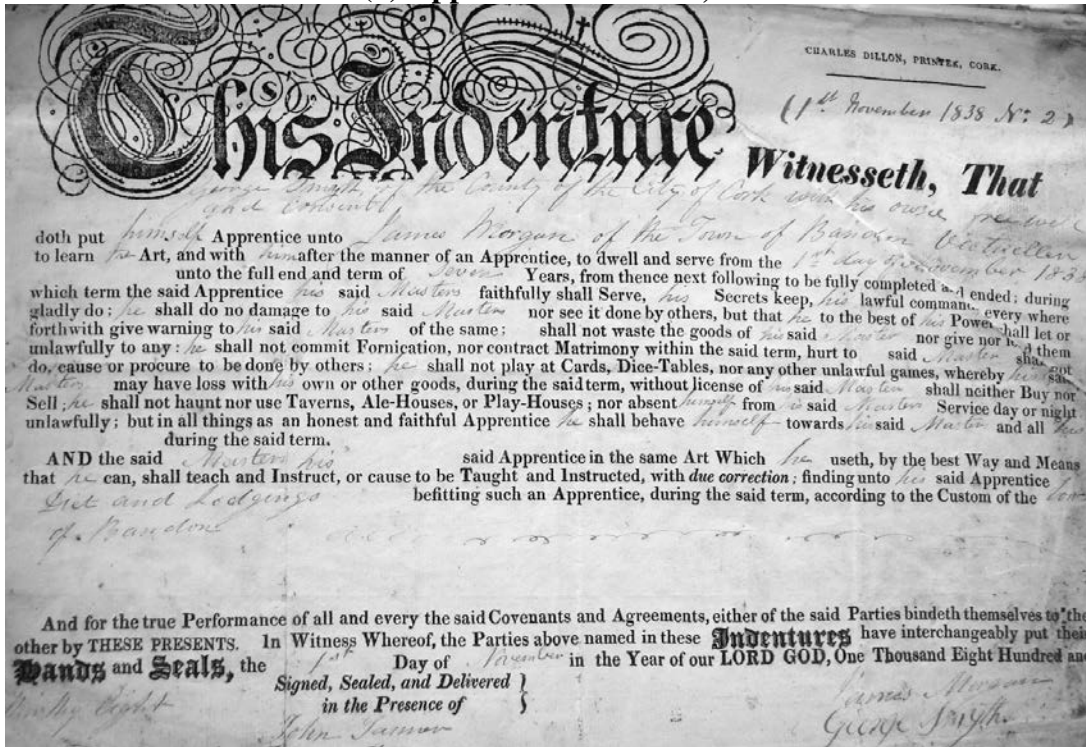 CHARLES DILLON, PRINTER, CORK.
(1st November 1838 No. 2)
This Indenture Witnesseth, That
George Smyth of the County of the City of Cork with his owne free will
and consent
doth put himself Apprentice unto James Morgan of the Town of Bandon Victualler
to learn the Art, and with him after the manner of an Apprentice, to dwell and serve from the 1st day of November 183
unto the full end and term of Seven Years, from thence next following to be fully completed and ended; during
which term the said Apprentice his said Masters faithfully shall Serve, his Secrets keep, his lawful command every where
gladly do; he shall do no damage to his said Masters nor see it done by others, but that he to the best of his Power shall let or
forthwith give warning to his said Masters of the same; shall not waste the goods of his said Master nor give nor them
unlawfully to any: he shall not commit Fornication, nor contract Matrimony within the said term, hurt to said Master shall not
do, cause or procure to be done by others; he shall not play at Cards, Dice-Tables, nor any other unlawful games, whereby his said
Masters may have loss with his own or other goods, during the said term, without license of his said Masters shall neither Buy nor
Sell; he shall not haunt nor use Taverns, Ale-Houses, or Play-Houses; nor absent himself from his said Masters Service day or night
unlawfully; but in all things as an honest and faithful Apprentice he shall behave himself towards his said Master and all his
during the said term.
AND the said Masters his said Apprentice in the same Art Which he useth, by the best Way and Means
that he can, shall teach and Instruct, or cause to be Taught and Instructed, with due correction; finding unto his said Apprentice
Diet and Lodgings befitting such an Apprentice, during the said term, according to the Custom of the Town
of Bandon
And for the true Performance of all and every the said Covenants and Agreements, either of the said Parties bindeth themselves to the
other by THESE PRESENTS. In Witness Whereof, the Parties above named in these Indentures have interchangeably put their
Hands and Seals, the 1st Day of November in the Year of our LORD GOD, One Thousand Eight Hundred and
Thirty Eight
Signed, Sealed, and Delivered
in the Presence of
James Morgan
George Smyth
John